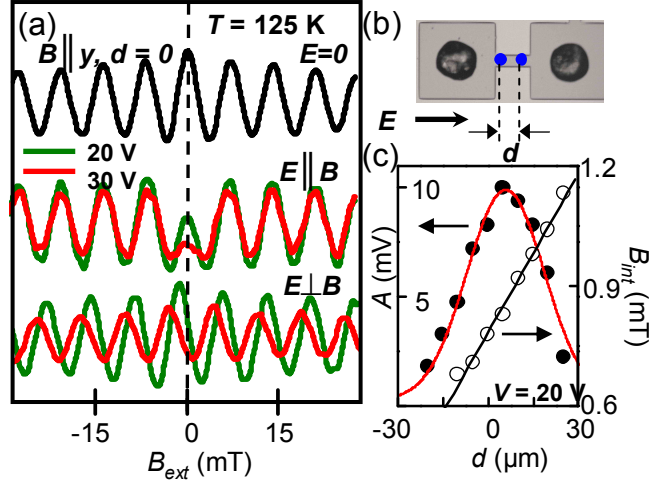 (a)
T = 125 K
B || y, d = 0
E=0
20 V
30 V
E || B
E⊥B
-15
0
15
B_ext (mT)
(b)
E
d
(c)
10
5
A (mV)
1.2
0.9
0.6
B_int (mT)
V = 20 V
-30
0
30
d (μm)